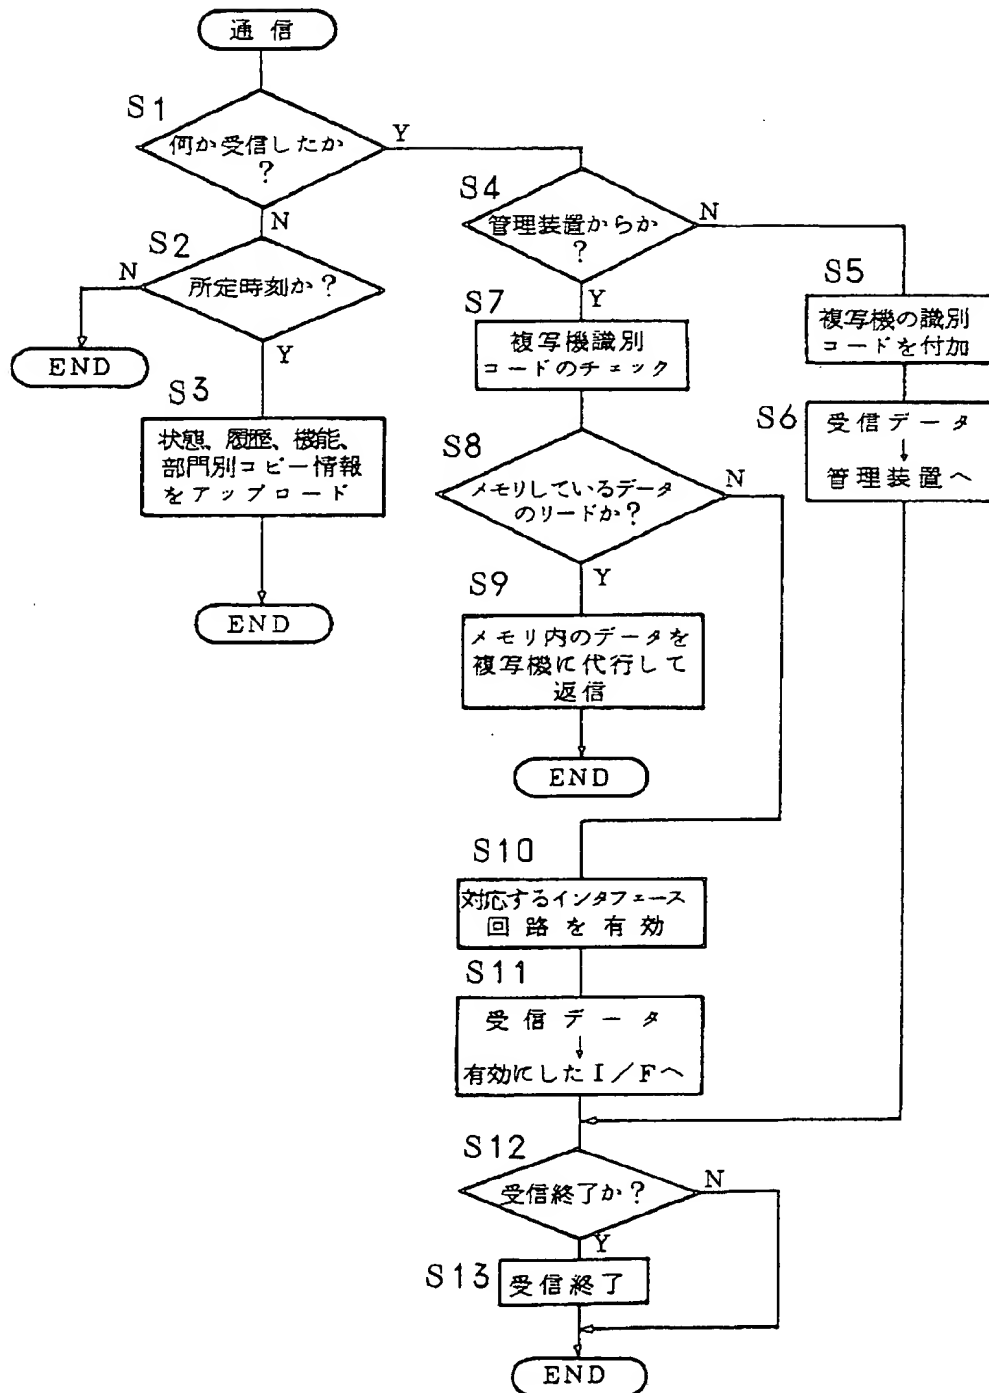 通信
S1
何か受信したか
?
Y
N
S2
所定時刻か?
N
END
Y
S3
状態、履歴、機能、
部門別コピー情報
をアップロード
END
S4
管理装置からか
?
N
Y
S5
複写機の識別
コードを付加
S6
受信データ
↓
管理装置へ
S7
複写機識別
コードのチェック
S8
メモリしているデータ
のリードか?
N
Y
S9
メモリ内のデータを
複写機に代行して
返信
END
S10
対応するインタフェース
回路を有効
S11
受信データ
↓
有効にしたI/Fへ
S12
受信終了か?
N
Y
S13
受信終了
END